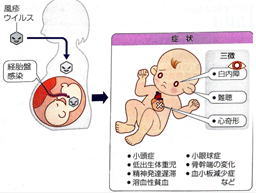 風疹
ウイルス
経胎盤
感染
症状
三徴
白内障
難聴
心奇形
• 小頭症
• 低出生体重児
• 精神発達遅滞
• 溶血性貧血
• 小眼球症
• 骨幹端の変化
• 血小板減少症
など